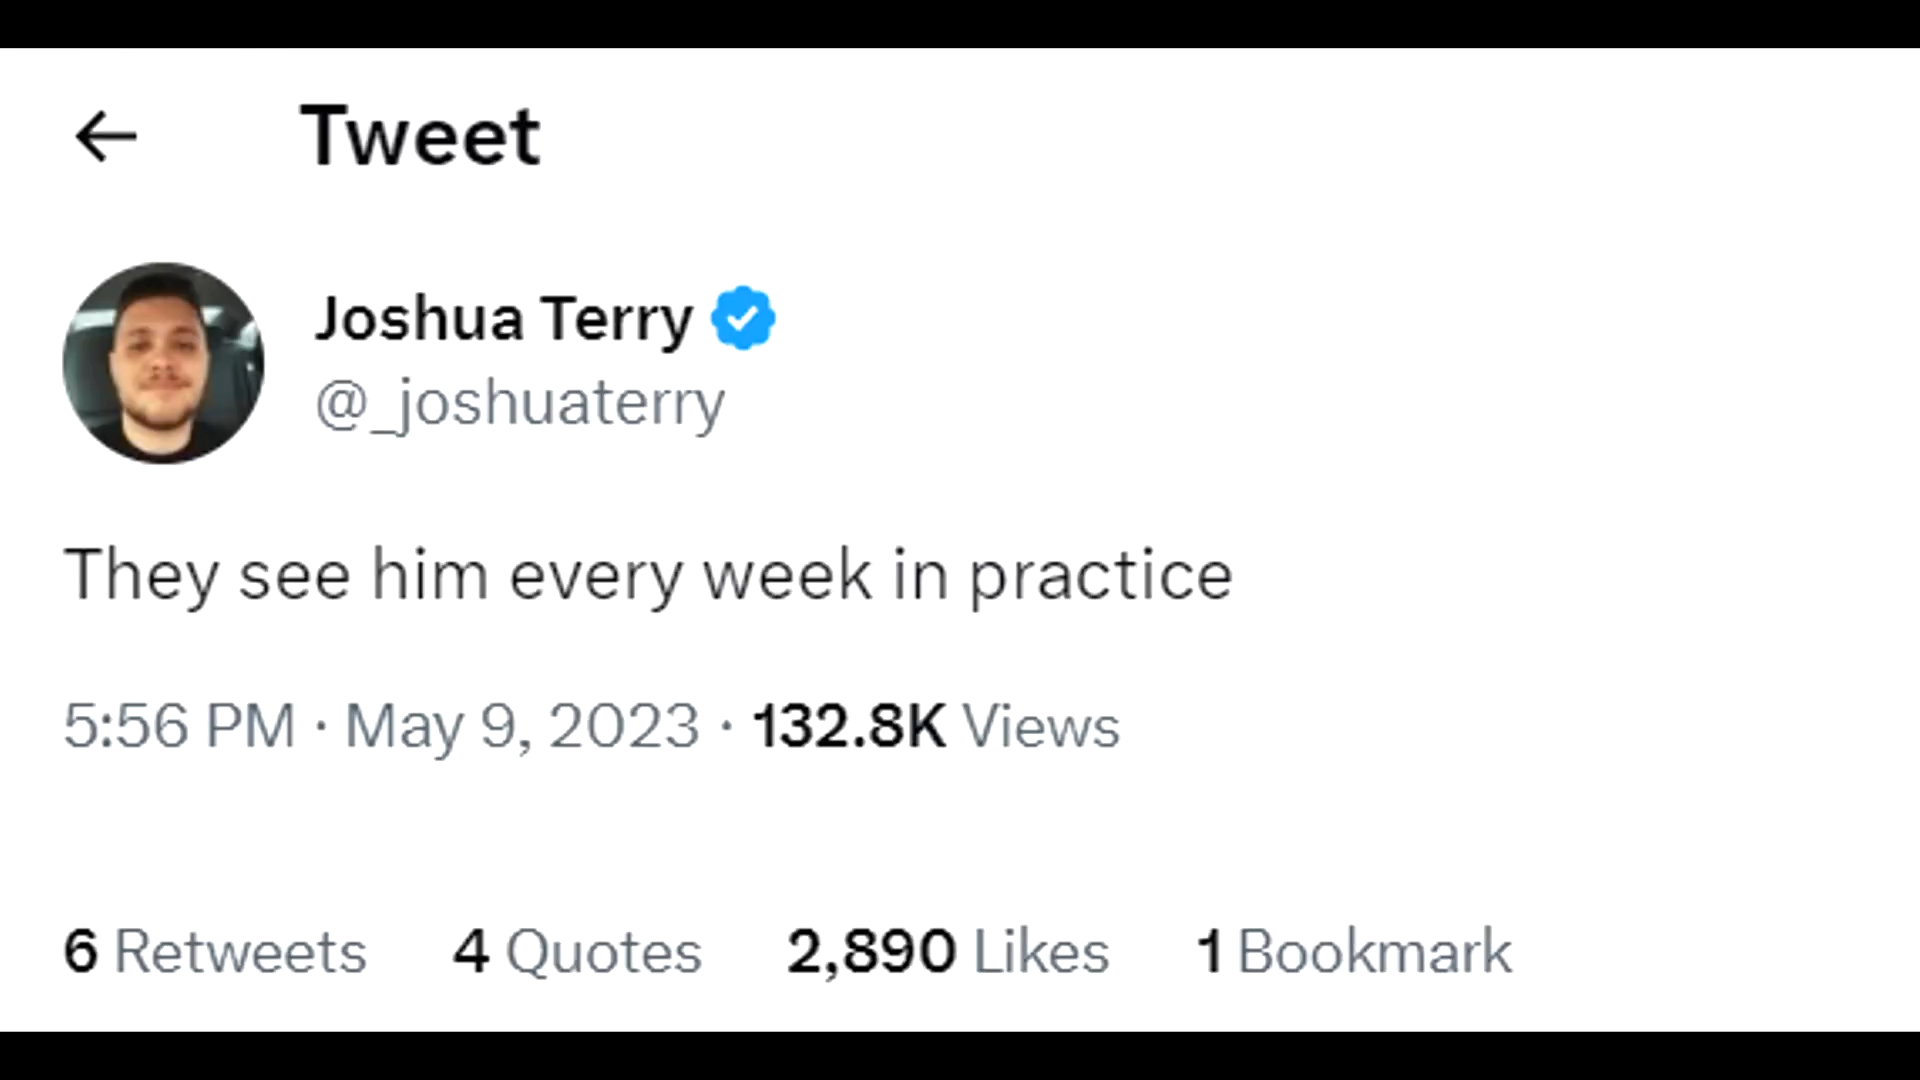 Tweet
Joshua Terry
@_joshuaterry
They see him every week in practice
5:56 PM · May 9, 2023 · 132.8K Views
6 Retweets 4 Quotes 2,890 Likes 1 Bookmark